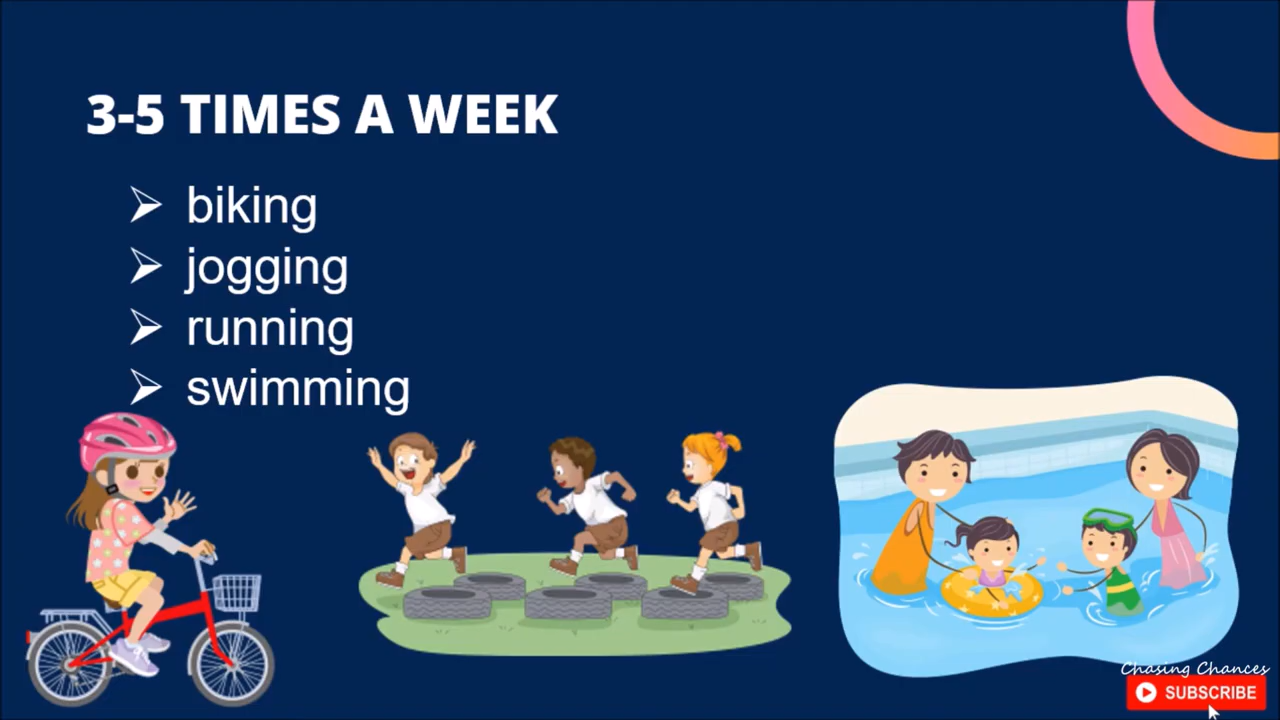 3-5 TIMES A WEEK
➢ biking
➢ jogging
➢ running
➢ swimming
Chasing Chances
SUBSCRIBE